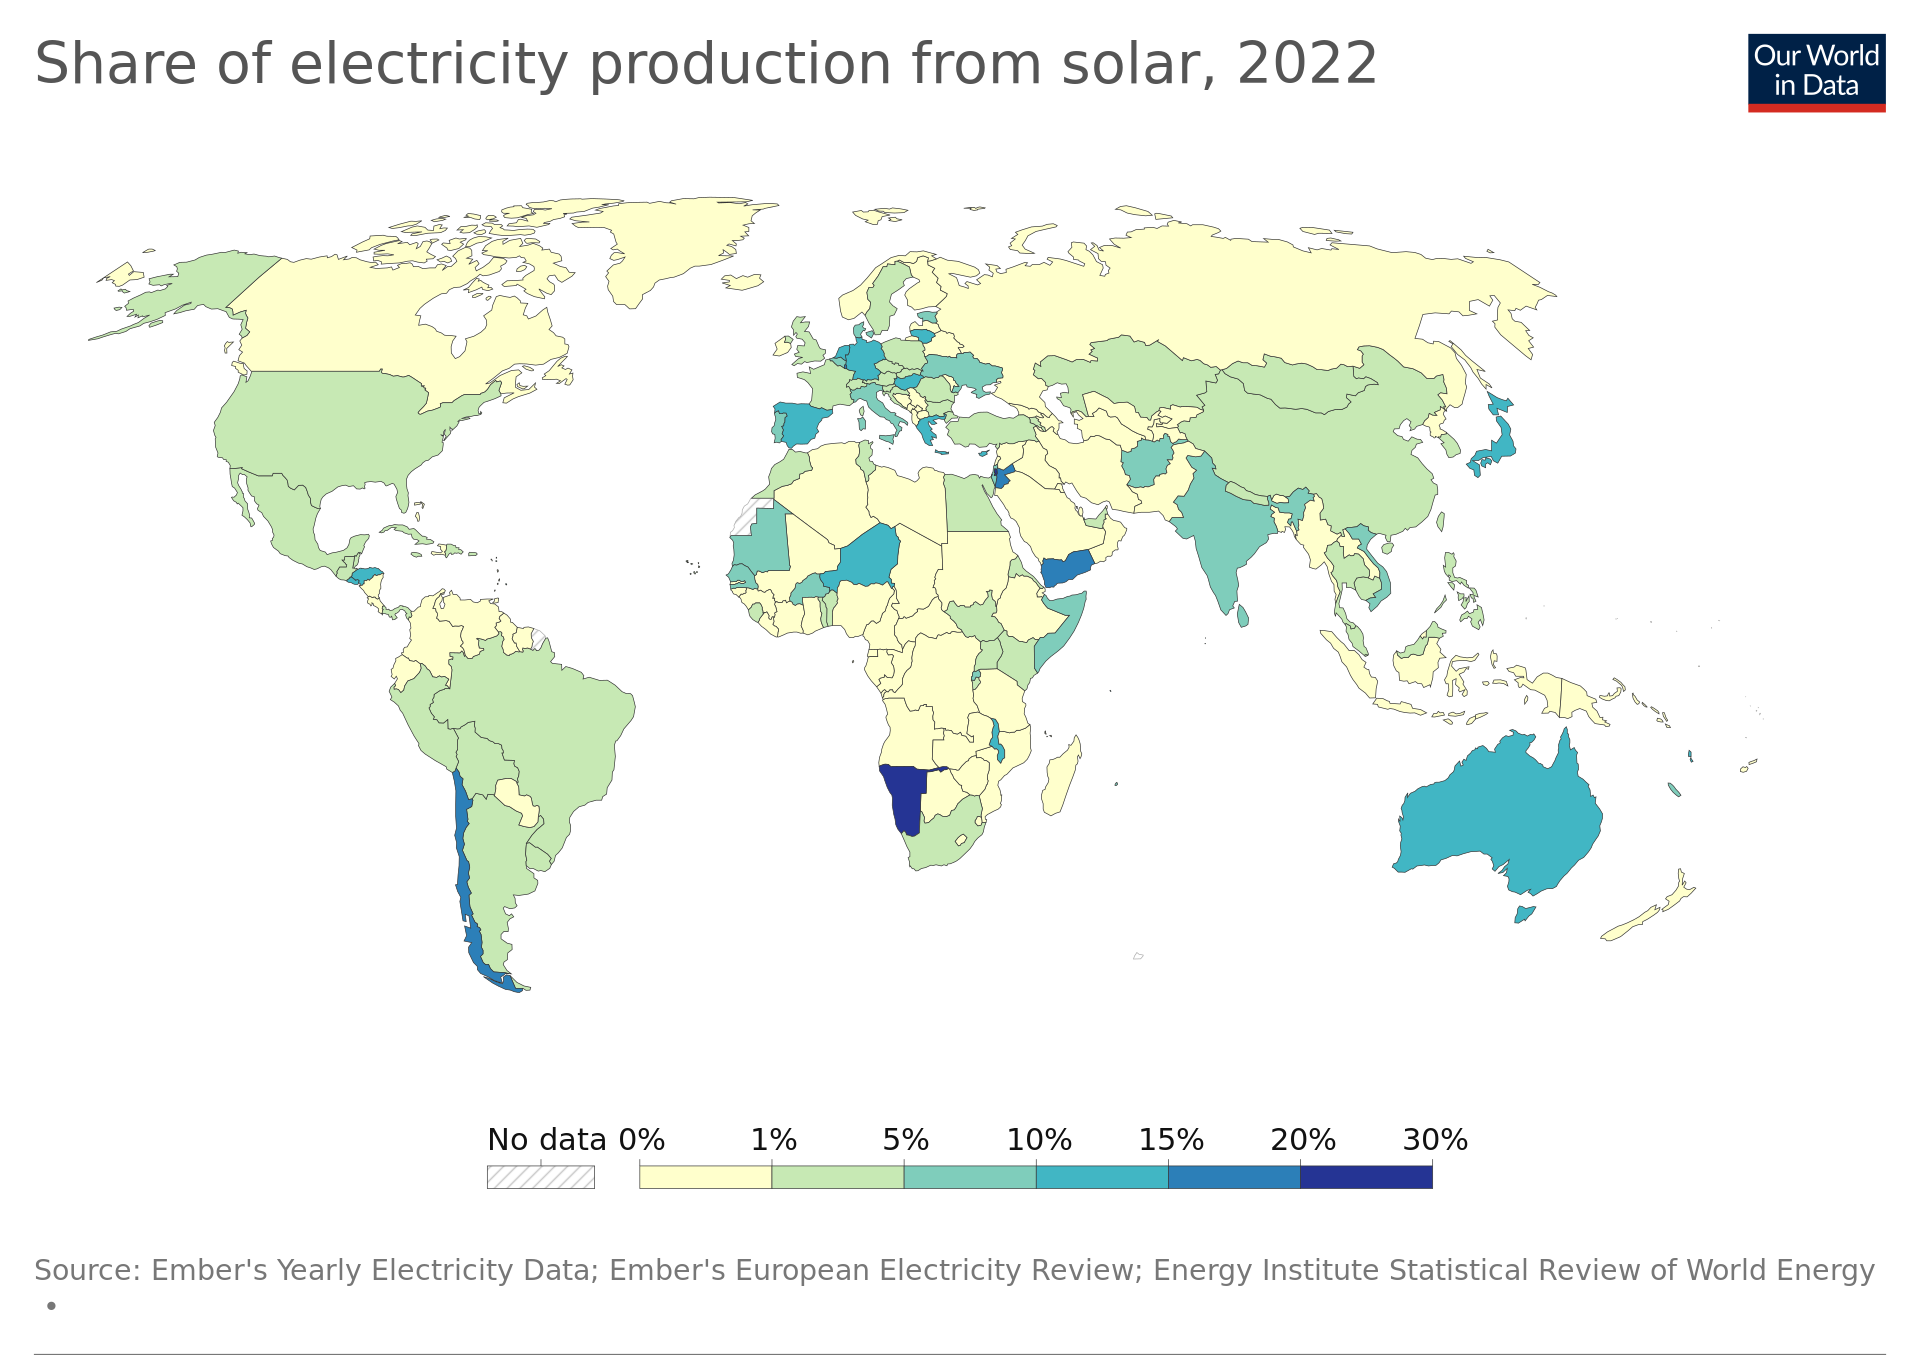 Share of electricity production from solar, 2022
Our World
in Data
No data 0% 1% 5% 10% 15% 20% 30%
Source: Ember's Yearly Electricity Data; Ember's European Electricity Review; Energy Institute Statistical Review of World Energy
•